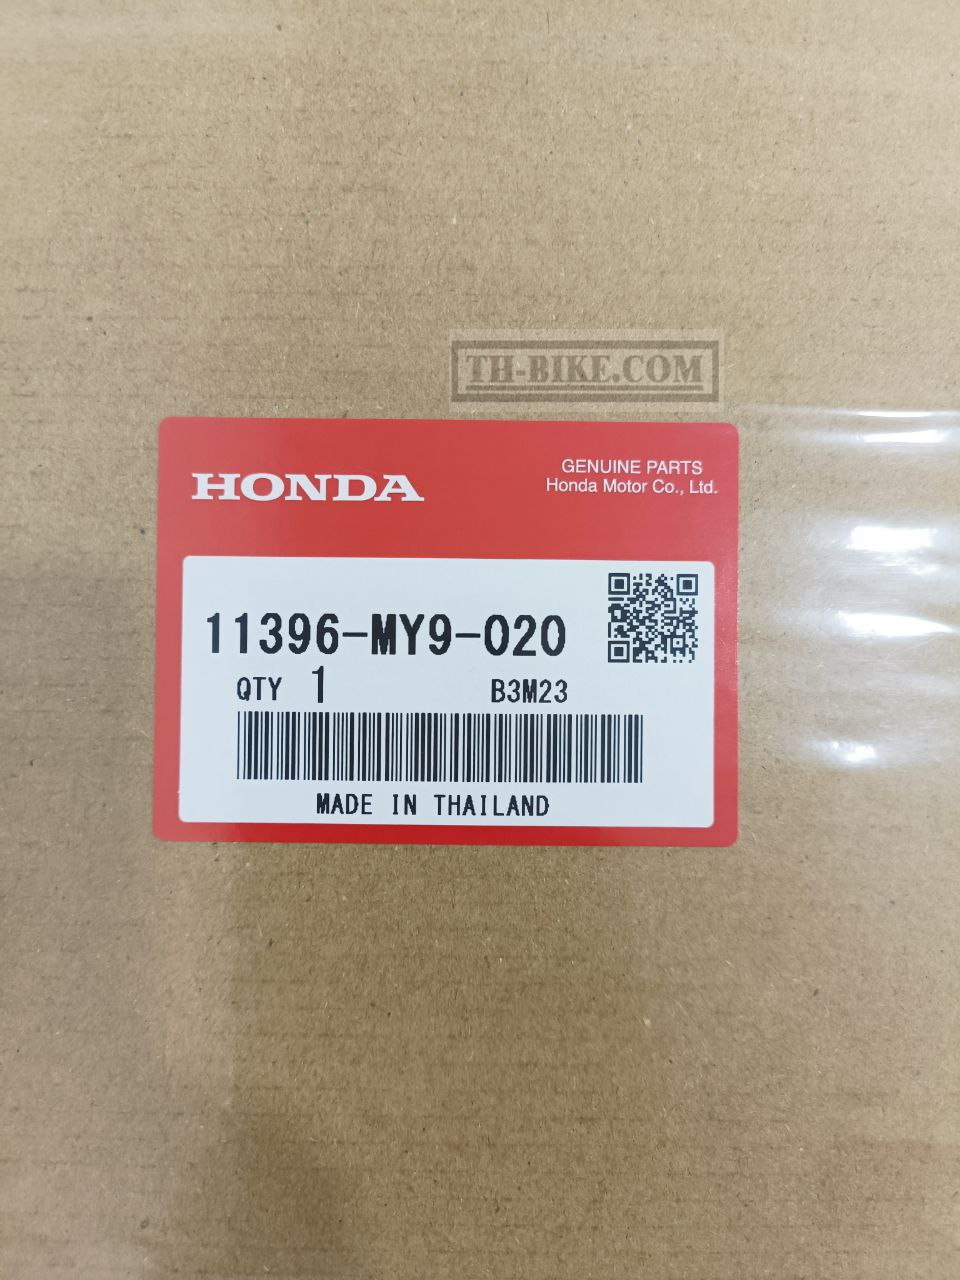 TH-BIKE.COM
HONDA
GENUINE PARTS
Honda Motor Co., Ltd.
11396-MY9-020
QTY 1 B3M23
MADE IN THAILAND